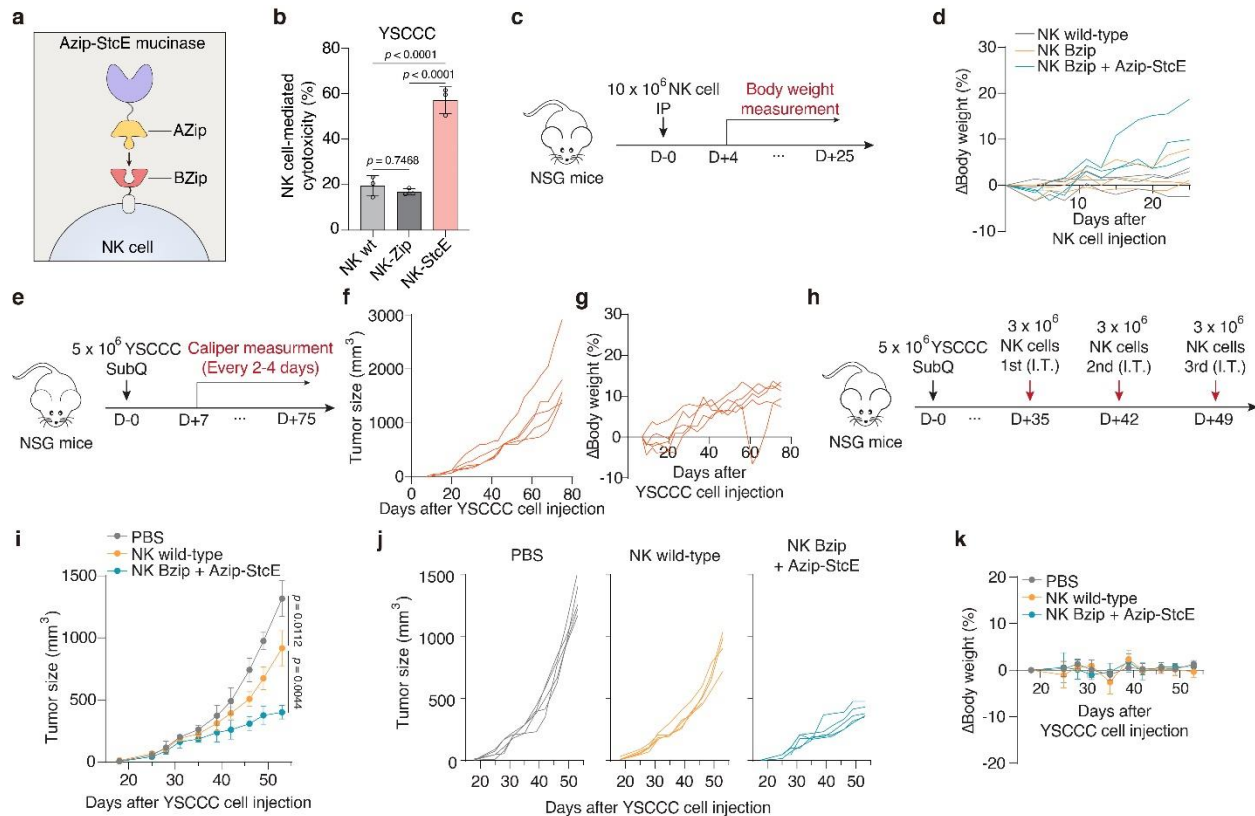 a
Azip-StcE mucinase
AZip
BZip
NK cell
b
YSCCC
p < 0.0001
p < 0.0001
p = 0.7468
NK cell-mediated
cytotoxicity (%)
80
60
40
20
0
NK wt
NK-Zip
NK-StcE
c
10 x 10⁶ NK cell
IP
Body weight
measurement
NSG mice
D-0
D+4
...
D+25
d
NK wild-type
NK Bzip
NK Bzip + Azip-StcE
ΔBody weight (%)
30
20
10
0
-10
10
20
Days after
NK cell injection
e
5 x 10⁶ YSCCC
SubQ
Caliper measurment
(Every 2-4 days)
NSG mice
D-0
D+7
...
D+75
f
Tumor size (mm³)
3000
2000
1000
0
0
20
40
60
80
Days after YSCCC cell injection
g
ΔBody weight (%)
30
20
10
0
-10
20
40
60
80
Days after
YSCCC cell injection
h
5 x 10⁶ YSCCC
SubQ
3 x 10⁶
NK cells
1st (I.T.)
3 x 10⁶
NK cells
2nd (I.T.)
3 x 10⁶
NK cells
3rd (I.T.)
NSG mice
D-0
...
D+35
D+42
D+49
i
PBS
NK wild-type
NK Bzip + Azip-StcE
Tumor size (mm³)
1500
1000
500
0
p = 0.0112
p = 0.0044
20
30
40
50
Days after YSCCC cell injection
j
PBS
NK wild-type
NK Bzip
+ Azip-StcE
Tumor size (mm³)
1500
1000
500
0
20
30
40
50
20
30
40
50
20
30
40
50
Days after YSCCC cell injection
k
PBS
NK wild-type
NK Bzip + Azip-StcE
ΔBody weight (%)
20
10
0
-10
-20
20
30
40
50
Days after
YSCCC cell injection